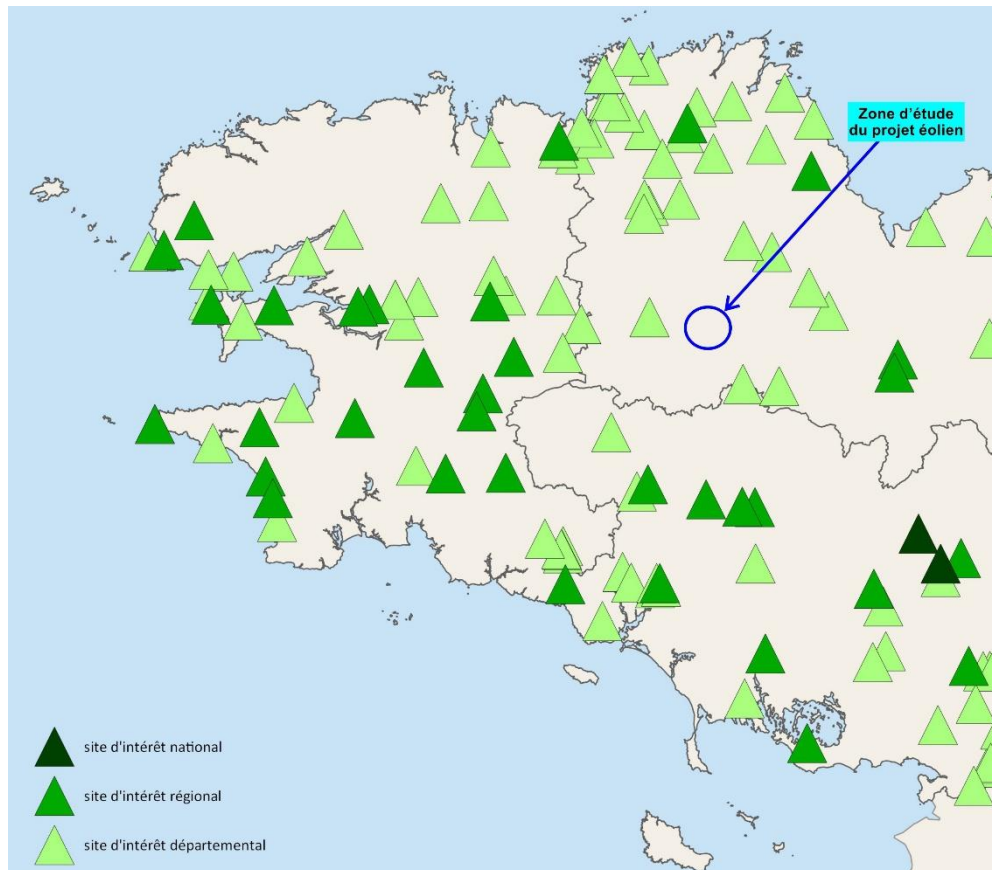 Zone d'étude
du projet éolien
site d'intérêt national
site d'intérêt régional
site d'intérêt départemental